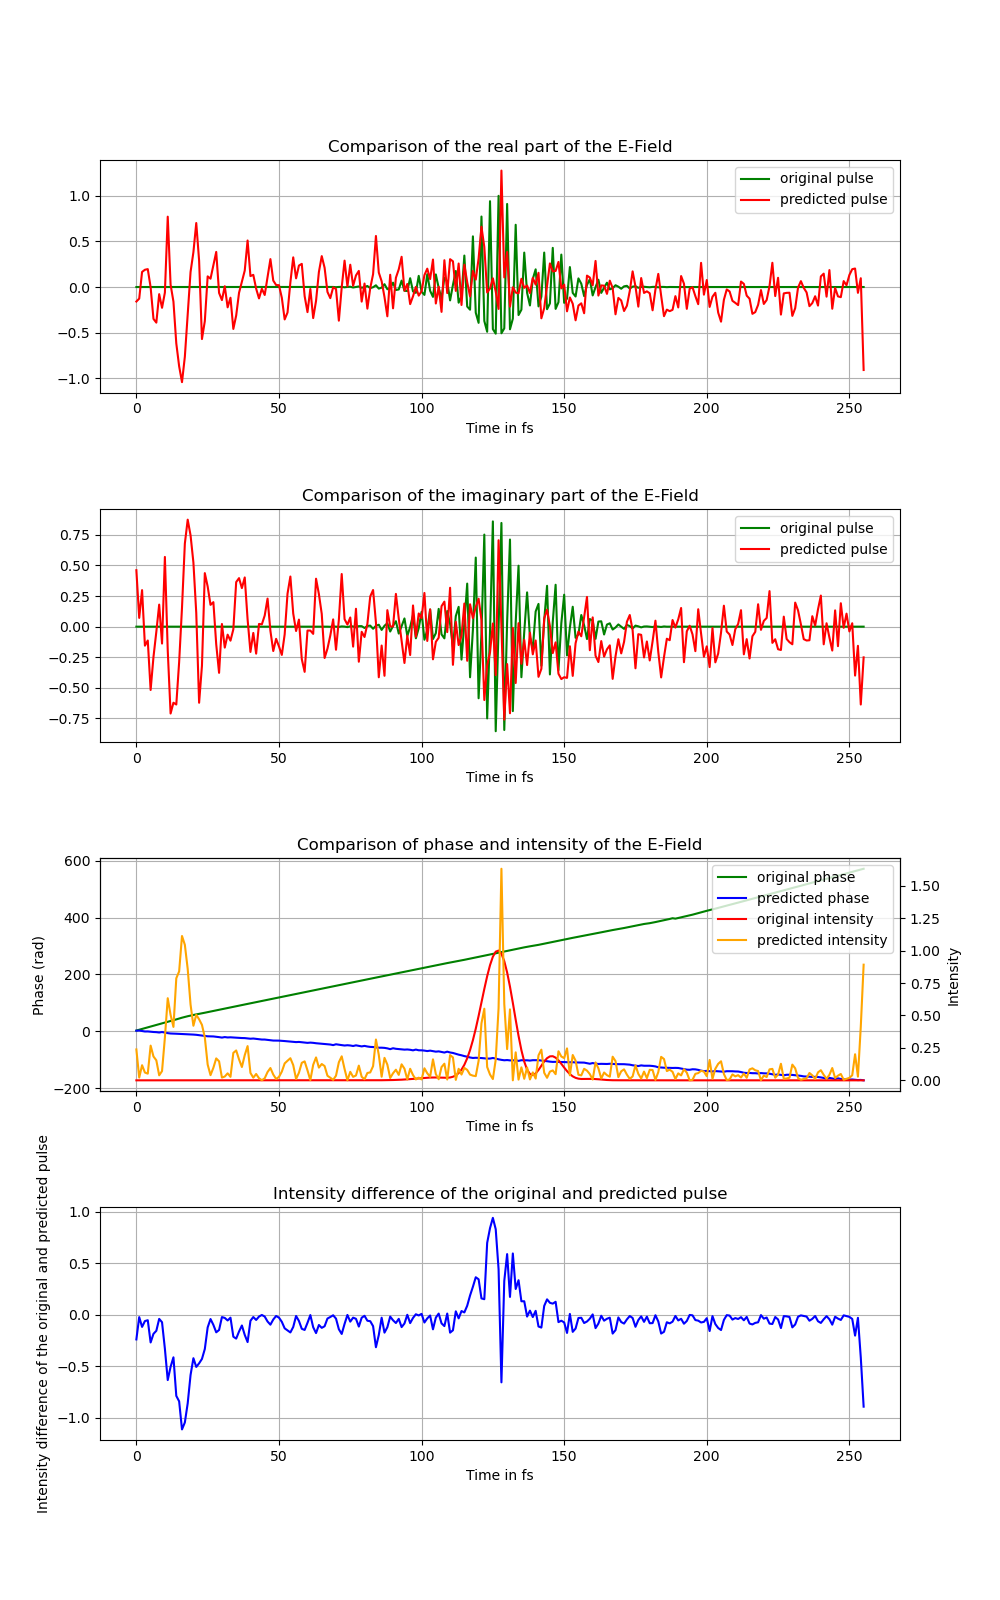 Comparison of the real part of the E-Field
original pulse
predicted pulse
1.0
0.5
0.0
−0.5
−1.0
0 50 100 150 200 250
Time in fs
Comparison of the imaginary part of the E-Field
original pulse
predicted pulse
0.75
0.50
0.25
0.00
−0.25
−0.50
−0.75
0 50 100 150 200 250
Time in fs
Comparison of phase and intensity of the E-Field
original phase
predicted phase
original intensity
predicted intensity
Phase (rad)
600
400
200
0
−200
1.50
1.25
1.00
0.75
0.50
0.25
0.00
Intensity
0 50 100 150 200 250
Time in fs
Intensity difference of the original and predicted pulse
Intensity difference of the original and predicted pulse
1.0
0.5
0.0
−0.5
−1.0
0 50 100 150 200 250
Time in fs